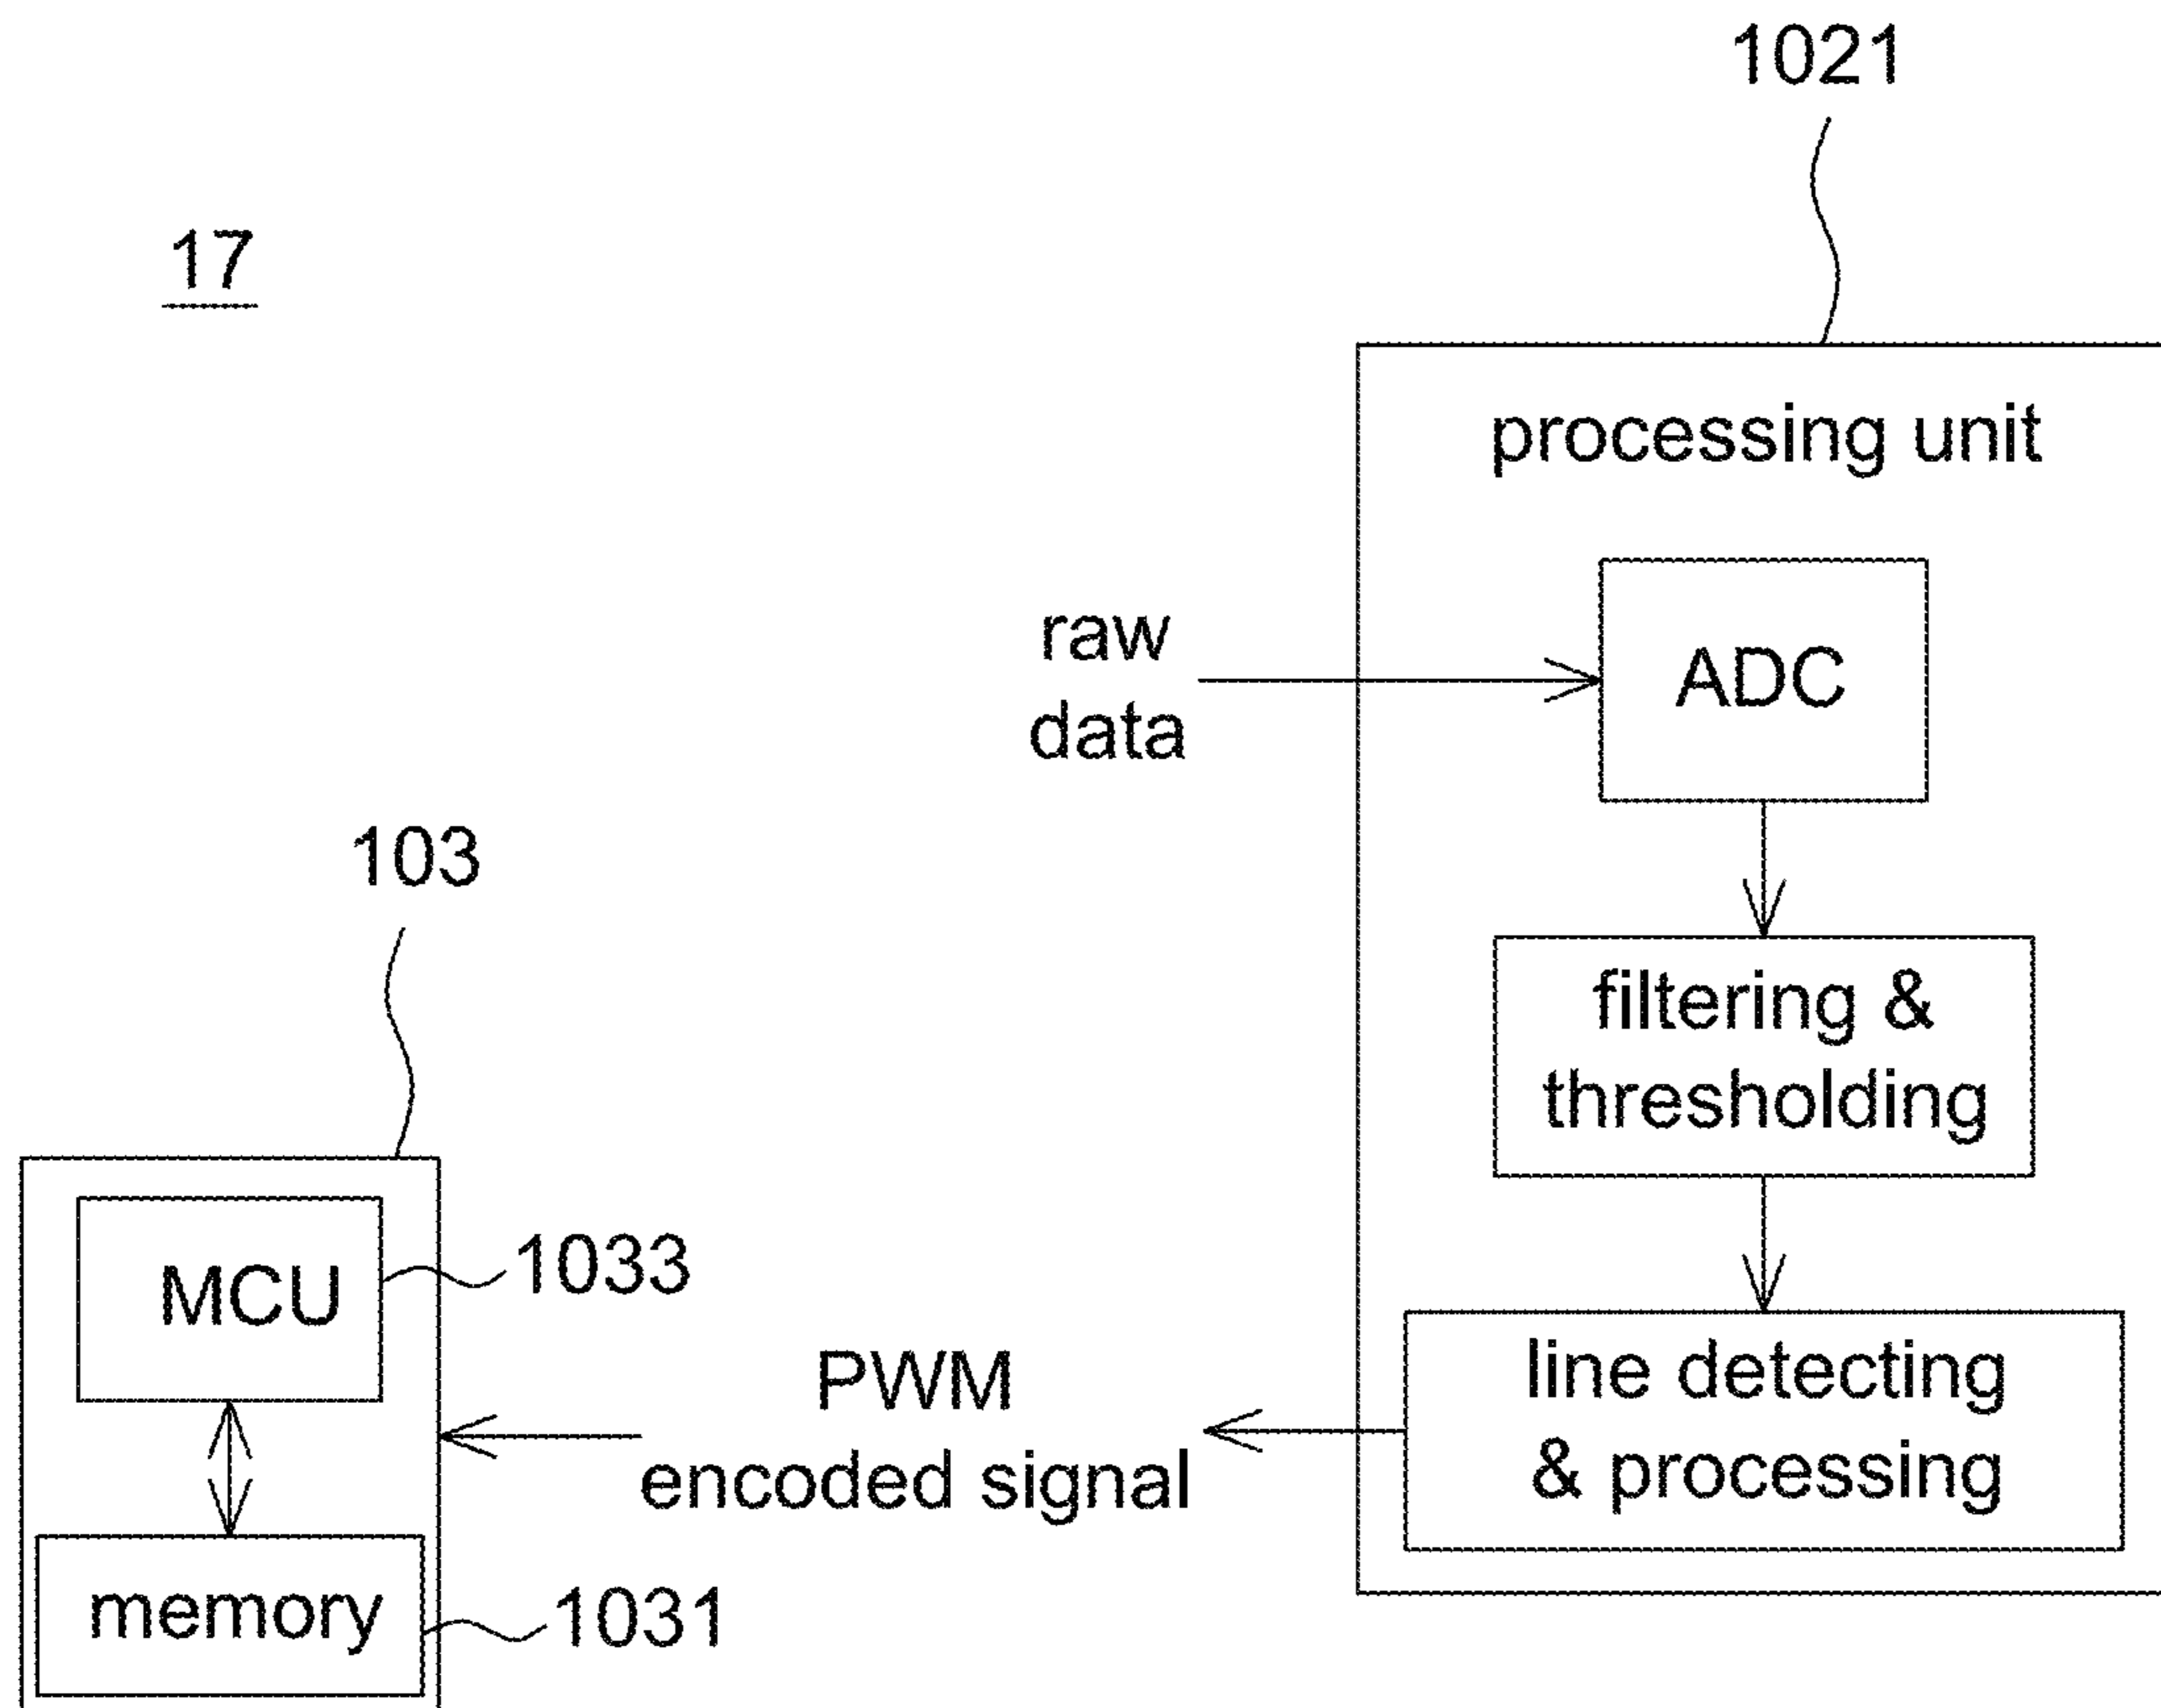 1021
17
processing unit
raw
data
ADC
103
filtering &
thresholding
MCU
1033
PWM
encoded signal
line detecting
& processing
memory
1031